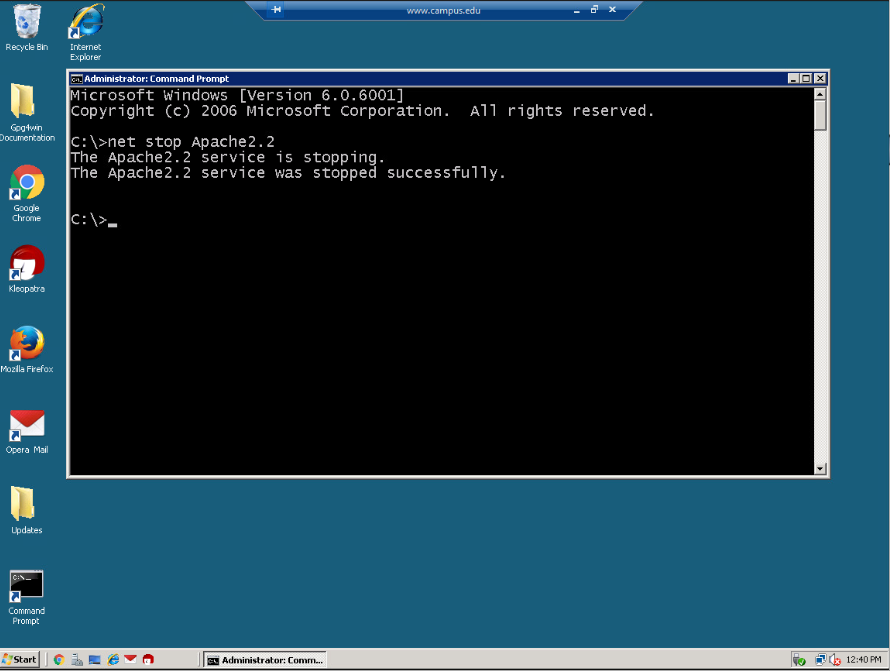 www.campus.edu
Recycle Bin
Internet
Explorer
Gpg4win
Documentation
Google
Chrome
Kleopatra
Mozilla Firefox
Opera Mail
Updates
C:\_
Command
Prompt
C:\ Administrator: Command Prompt
Microsoft Windows [Version 6.0.6001]
Copyright (c) 2006 Microsoft Corporation.  All rights reserved.
C:\>net stop Apache2.2
The Apache2.2 service is stopping.
The Apache2.2 service was stopped successfully.
C:\>_
Start
Administrator: Comm...
12:40 PM